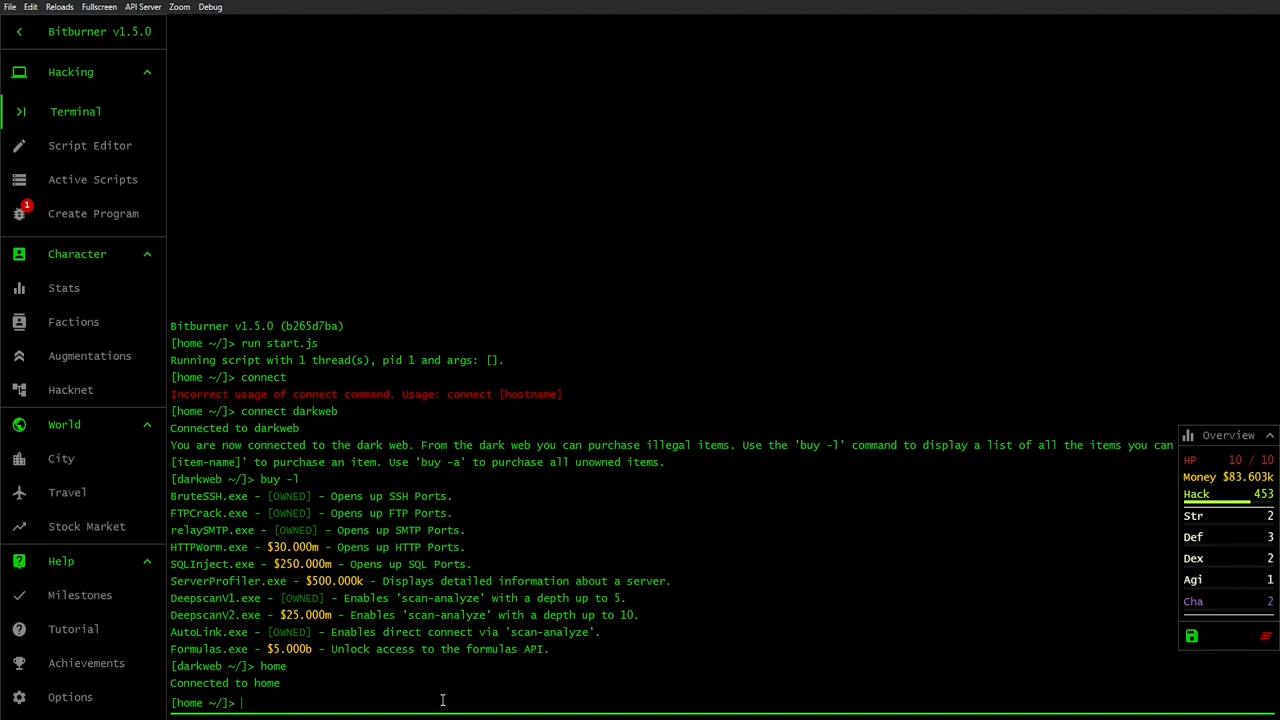 File Edit Reloads Fullscreen API Server Zoom Debug
Bitburner v1.5.0
Hacking
Terminal
Script Editor
Active Scripts
1
Create Program
Character
Stats
Factions
Augmentations
Hacknet
World
City
Travel
Stock Market
Help
Milestones
Tutorial
Achievements
Options
Bitburner v1.5.0 (b265d7ba)
[home ~/]> run start.js
Running script with 1 thread(s), pid 1 and args: [].
[home ~/]> connect
Incorrect usage of connect command. Usage: connect [hostname]
[home ~/]> connect darkweb
Connected to darkweb
You are now connected to the dark web. From the dark web you can purchase illegal items. Use the 'buy -l' command to display a list of all the items you can
[item-name]' to purchase an item. Use 'buy -a' to purchase all unowned items.
[darkweb ~/]> buy -l
BruteSSH.exe - [OWNED] - Opens up SSH Ports.
FTPCrack.exe - [OWNED] - Opens up FTP Ports.
relaySMTP.exe - [OWNED] - Opens up SMTP Ports.
HTTPWorm.exe - $30.000m - Opens up HTTP Ports.
SQLInject.exe - $250.000m - Opens up SQL Ports.
ServerProfiler.exe - $500.000k - Displays detailed information about a server.
DeepscanV1.exe - [OWNED] - Enables 'scan-analyze' with a depth up to 5.
DeepscanV2.exe - $25.000m - Enables 'scan-analyze' with a depth up to 10.
AutoLink.exe - [OWNED] - Enables direct connect via 'scan-analyze'.
Formulas.exe - $5.000b - Unlock access to the formulas API.
[darkweb ~/]> home
Connected to home
[home ~/]>
Overview
HP 10 / 10
Money $83.603k
Hack 453
Str 2
Def 3
Dex 2
Agi 1
Cha 2